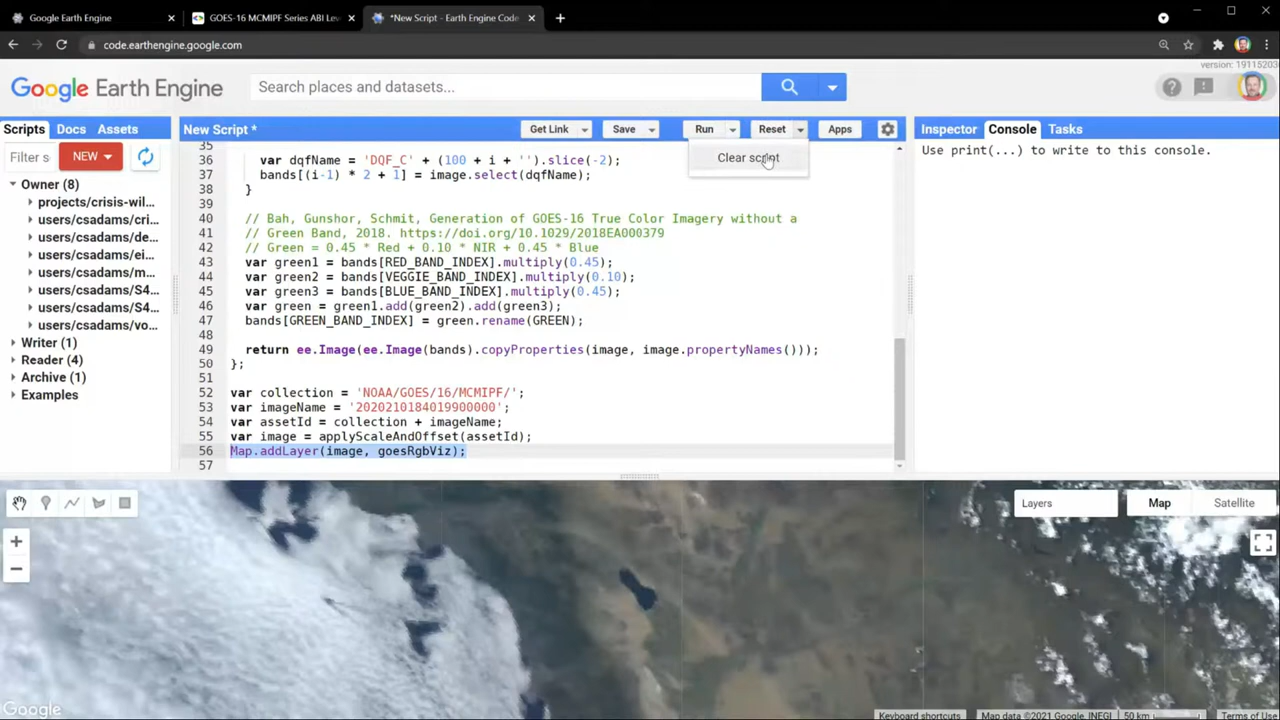 Google Earth Engine
GOES-16 MCMIPF Series ABI Lev
*New Script - Earth Engine Code
code.earthengine.google.com
version: 19115203
Google Earth Engine
Search places and datasets...
Scripts Docs Assets
New Script *
Get Link Save Run Reset Apps
Inspector Console Tasks
Filter s NEW
Clear script
Use print(...) to write to this console.
Owner (8)
projects/crisis-wil...
users/csadams/cri...
users/csadams/de...
users/csadams/ei...
users/csadams/m...
users/csadams/S4...
users/csadams/S4...
users/csadams/vo...
Writer (1)
Reader (4)
Archive (1)
Examples
35
36 var dqfName = 'DQF_C' + (100 + i + '').slice(-2);
37 bands[(i-1) * 2 + 1] = image.select(dqfName);
38 }
39
40 // Bah, Gunshor, Schmit, Generation of GOES-16 True Color Imagery without a
41 // Green Band, 2018. https://doi.org/10.1029/2018EA000379
42 // Green = 0.45 * Red + 0.10 * NIR + 0.45 * Blue
43 var green1 = bands[RED_BAND_INDEX].multiply(0.45);
44 var green2 = bands[VEGGIE_BAND_INDEX].multiply(0.10);
45 var green3 = bands[BLUE_BAND_INDEX].multiply(0.45);
46 var green = green1.add(green2).add(green3);
47 bands[GREEN_BAND_INDEX] = green.rename(GREEN);
48
49 return ee.Image(ee.Image(bands).copyProperties(image, image.propertyNames()));
50 };
51
52 var collection = 'NOAA/GOES/16/MCMIPF/';
53 var imageName = '2020210184019900000';
54 var assetId = collection + imageName;
55 var image = applyScaleAndOffset(assetId);
56 Map.addLayer(image, goesRgbViz);
57
Layers Map Satellite
Google
Keyboard shortcuts Map data ©2021 Google, INEGI 50 km Terms of Use